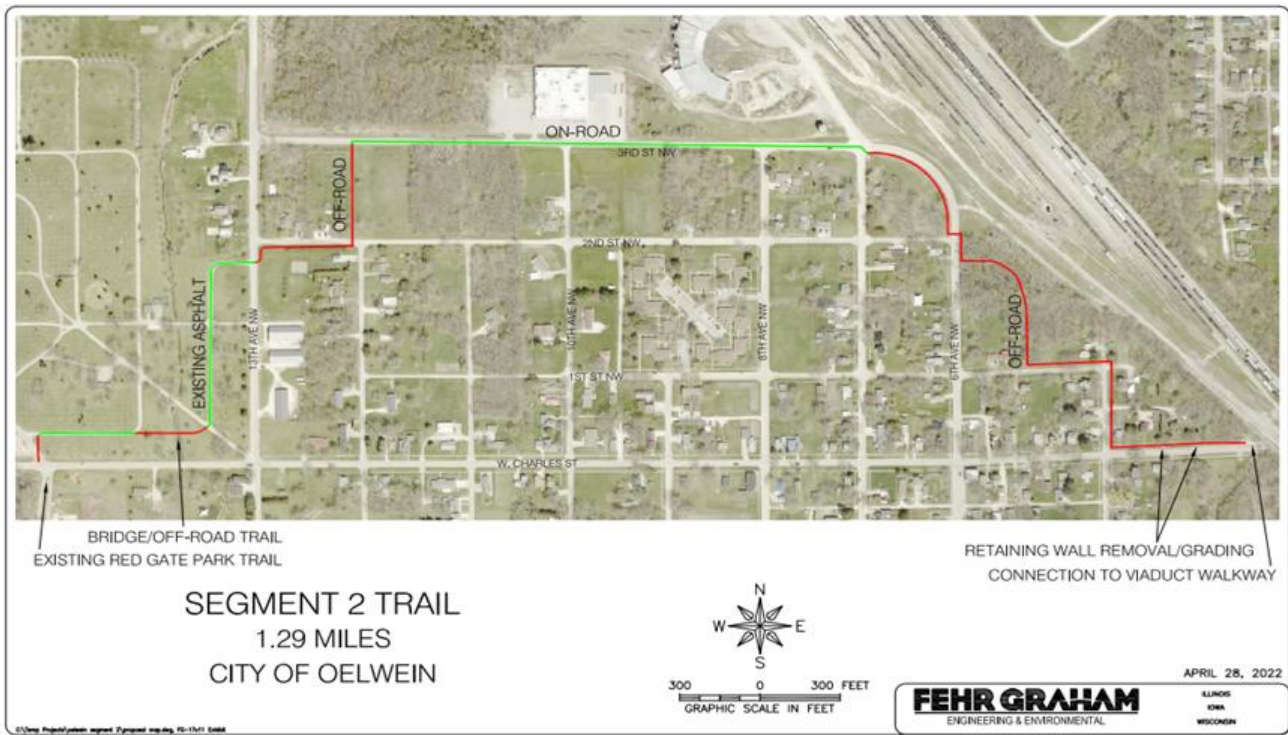 ON-ROAD
3RD ST NW
OFF-ROAD
2ND ST NW
EXISTING ASPHALT
13TH AVE NW
10TH AVE NW
8TH AVE NW
6TH AVE NW
OFF-ROAD
1ST ST NW
W. CHARLES ST
BRIDGE/OFF-ROAD TRAIL
EXISTING RED GATE PARK TRAIL
RETAINING WALL REMOVAL/GRADING
CONNECTION TO VIADUCT WALKWAY
SEGMENT 2 TRAIL
1.29 MILES
CITY OF OELWEIN
N
W E
S
300 0 300 FEET
GRAPHIC SCALE IN FEET
APRIL 28, 2022
FEHR GRAHAM
ENGINEERING & ENVIRONMENTAL
ILLINOIS
IOWA
WISCONSIN